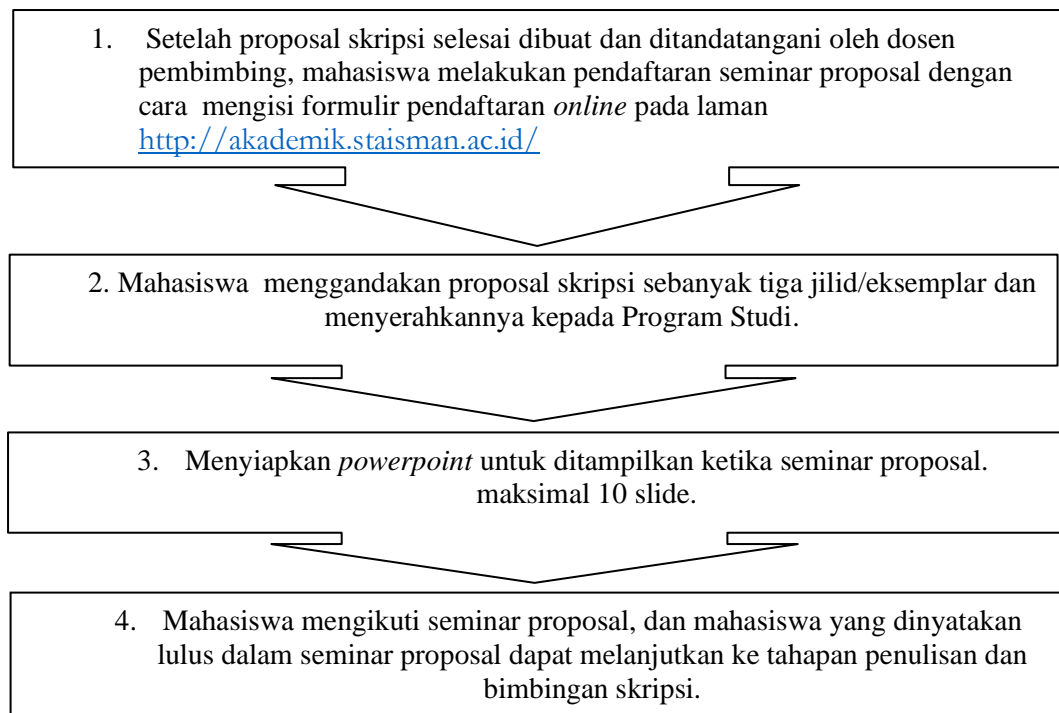 1. Setelah proposal skripsi selesai dibuat dan ditandatangani oleh dosen
pembimbing, mahasiswa melakukan pendaftaran seminar proposal dengan
cara mengisi formulir pendaftaran online pada laman
http://akademik.staisman.ac.id/
2. Mahasiswa menggandakan proposal skripsi sebanyak tiga jilid/eksemplar dan
menyerahkannya kepada Program Studi.
3. Menyiapkan powerpoint untuk ditampilkan ketika seminar proposal.
maksimal 10 slide.
4. Mahasiswa mengikuti seminar proposal, dan mahasiswa yang dinyatakan
lulus dalam seminar proposal dapat melanjutkan ke tahapan penulisan dan
bimbingan skripsi.